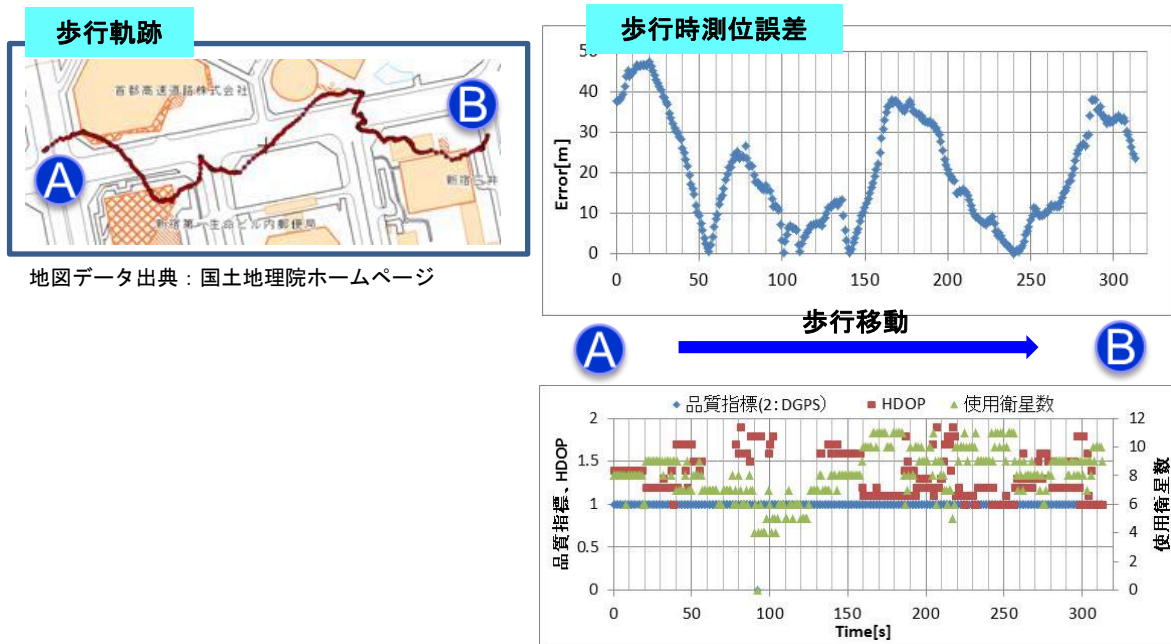 歩行軌跡
首都高速道路株式会社
A
B
新宿三井
新宿第一生命ビル内郵便局
地図データ出典：国土地理院ホームページ
歩行時測位誤差
Error[m]
50
40
30
20
10
0
0 50 100 150 200 250 300
歩行移動
A
B
品質指標(2：DGPS) HDOP 使用衛星数
品質指標、HDOP
2
1.5
1
0.5
0
12
10
8
6
4
2
0
使用衛星数
0 50 100 150 200 250 300
Time[s]